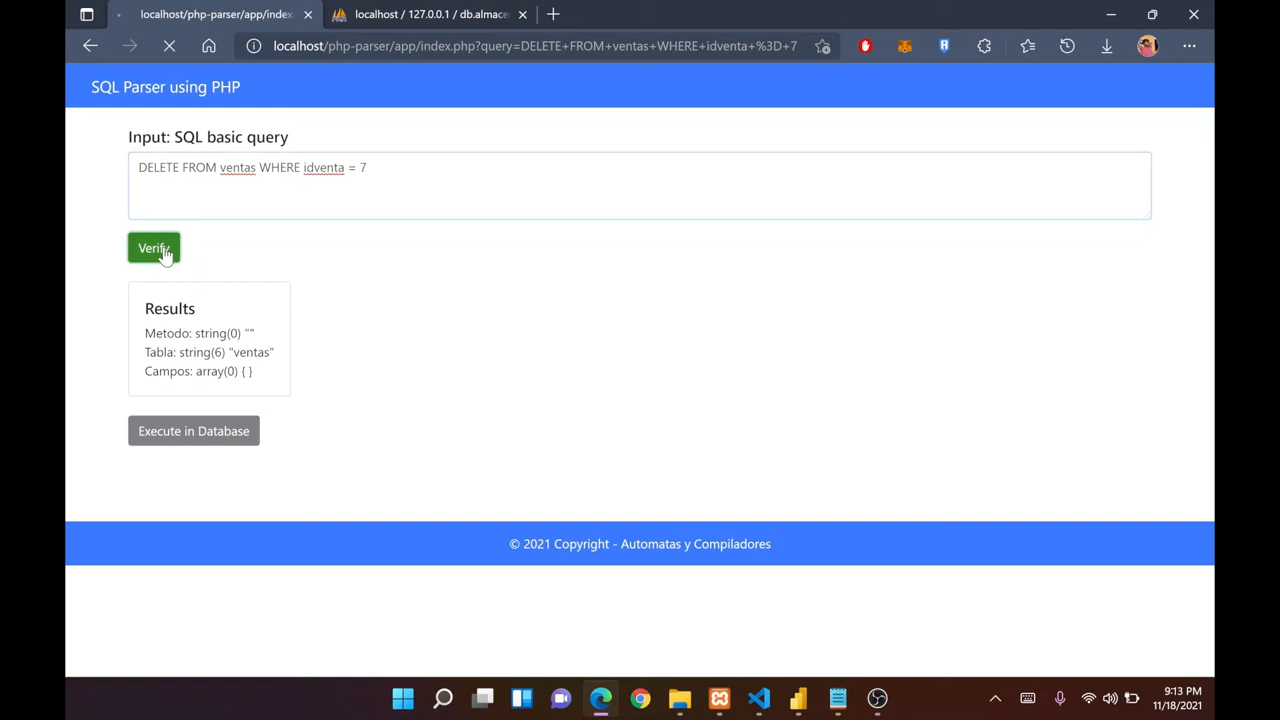 localhost/php-parser/app/index.
localhost / 127.0.0.1 / db.almace
localhost/php-parser/app/index.php?query=DELETE+FROM+ventas+WHERE+idventa+%3D+7
SQL Parser using PHP
Input: SQL basic query
DELETE FROM ventas WHERE idventa = 7
Verify
Results
Metodo: string(0) ""
Tabla: string(6) "ventas"
Campos: array(0) { }
Execute in Database
© 2021 Copyright - Automatas y Compiladores
9:13 PM
11/18/2021